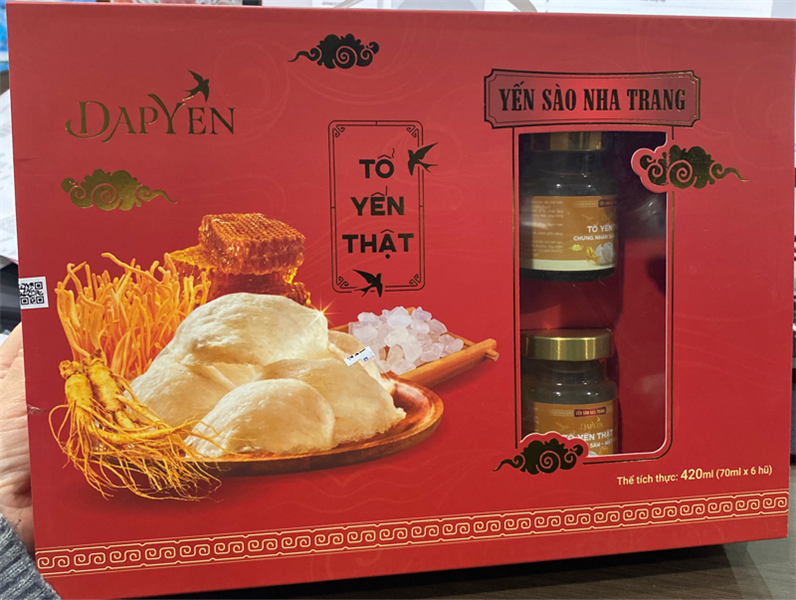 DAPYEN
TỔ
YẾN
THẬT
YẾN SÀO NHA TRANG
TỔ YẾN
CHƯNG NHÂN
YẾN SÀO NHA TRANG
TỔ YẾN THẬT
Thể tích thực: 420ml (70ml x 6 hũ)